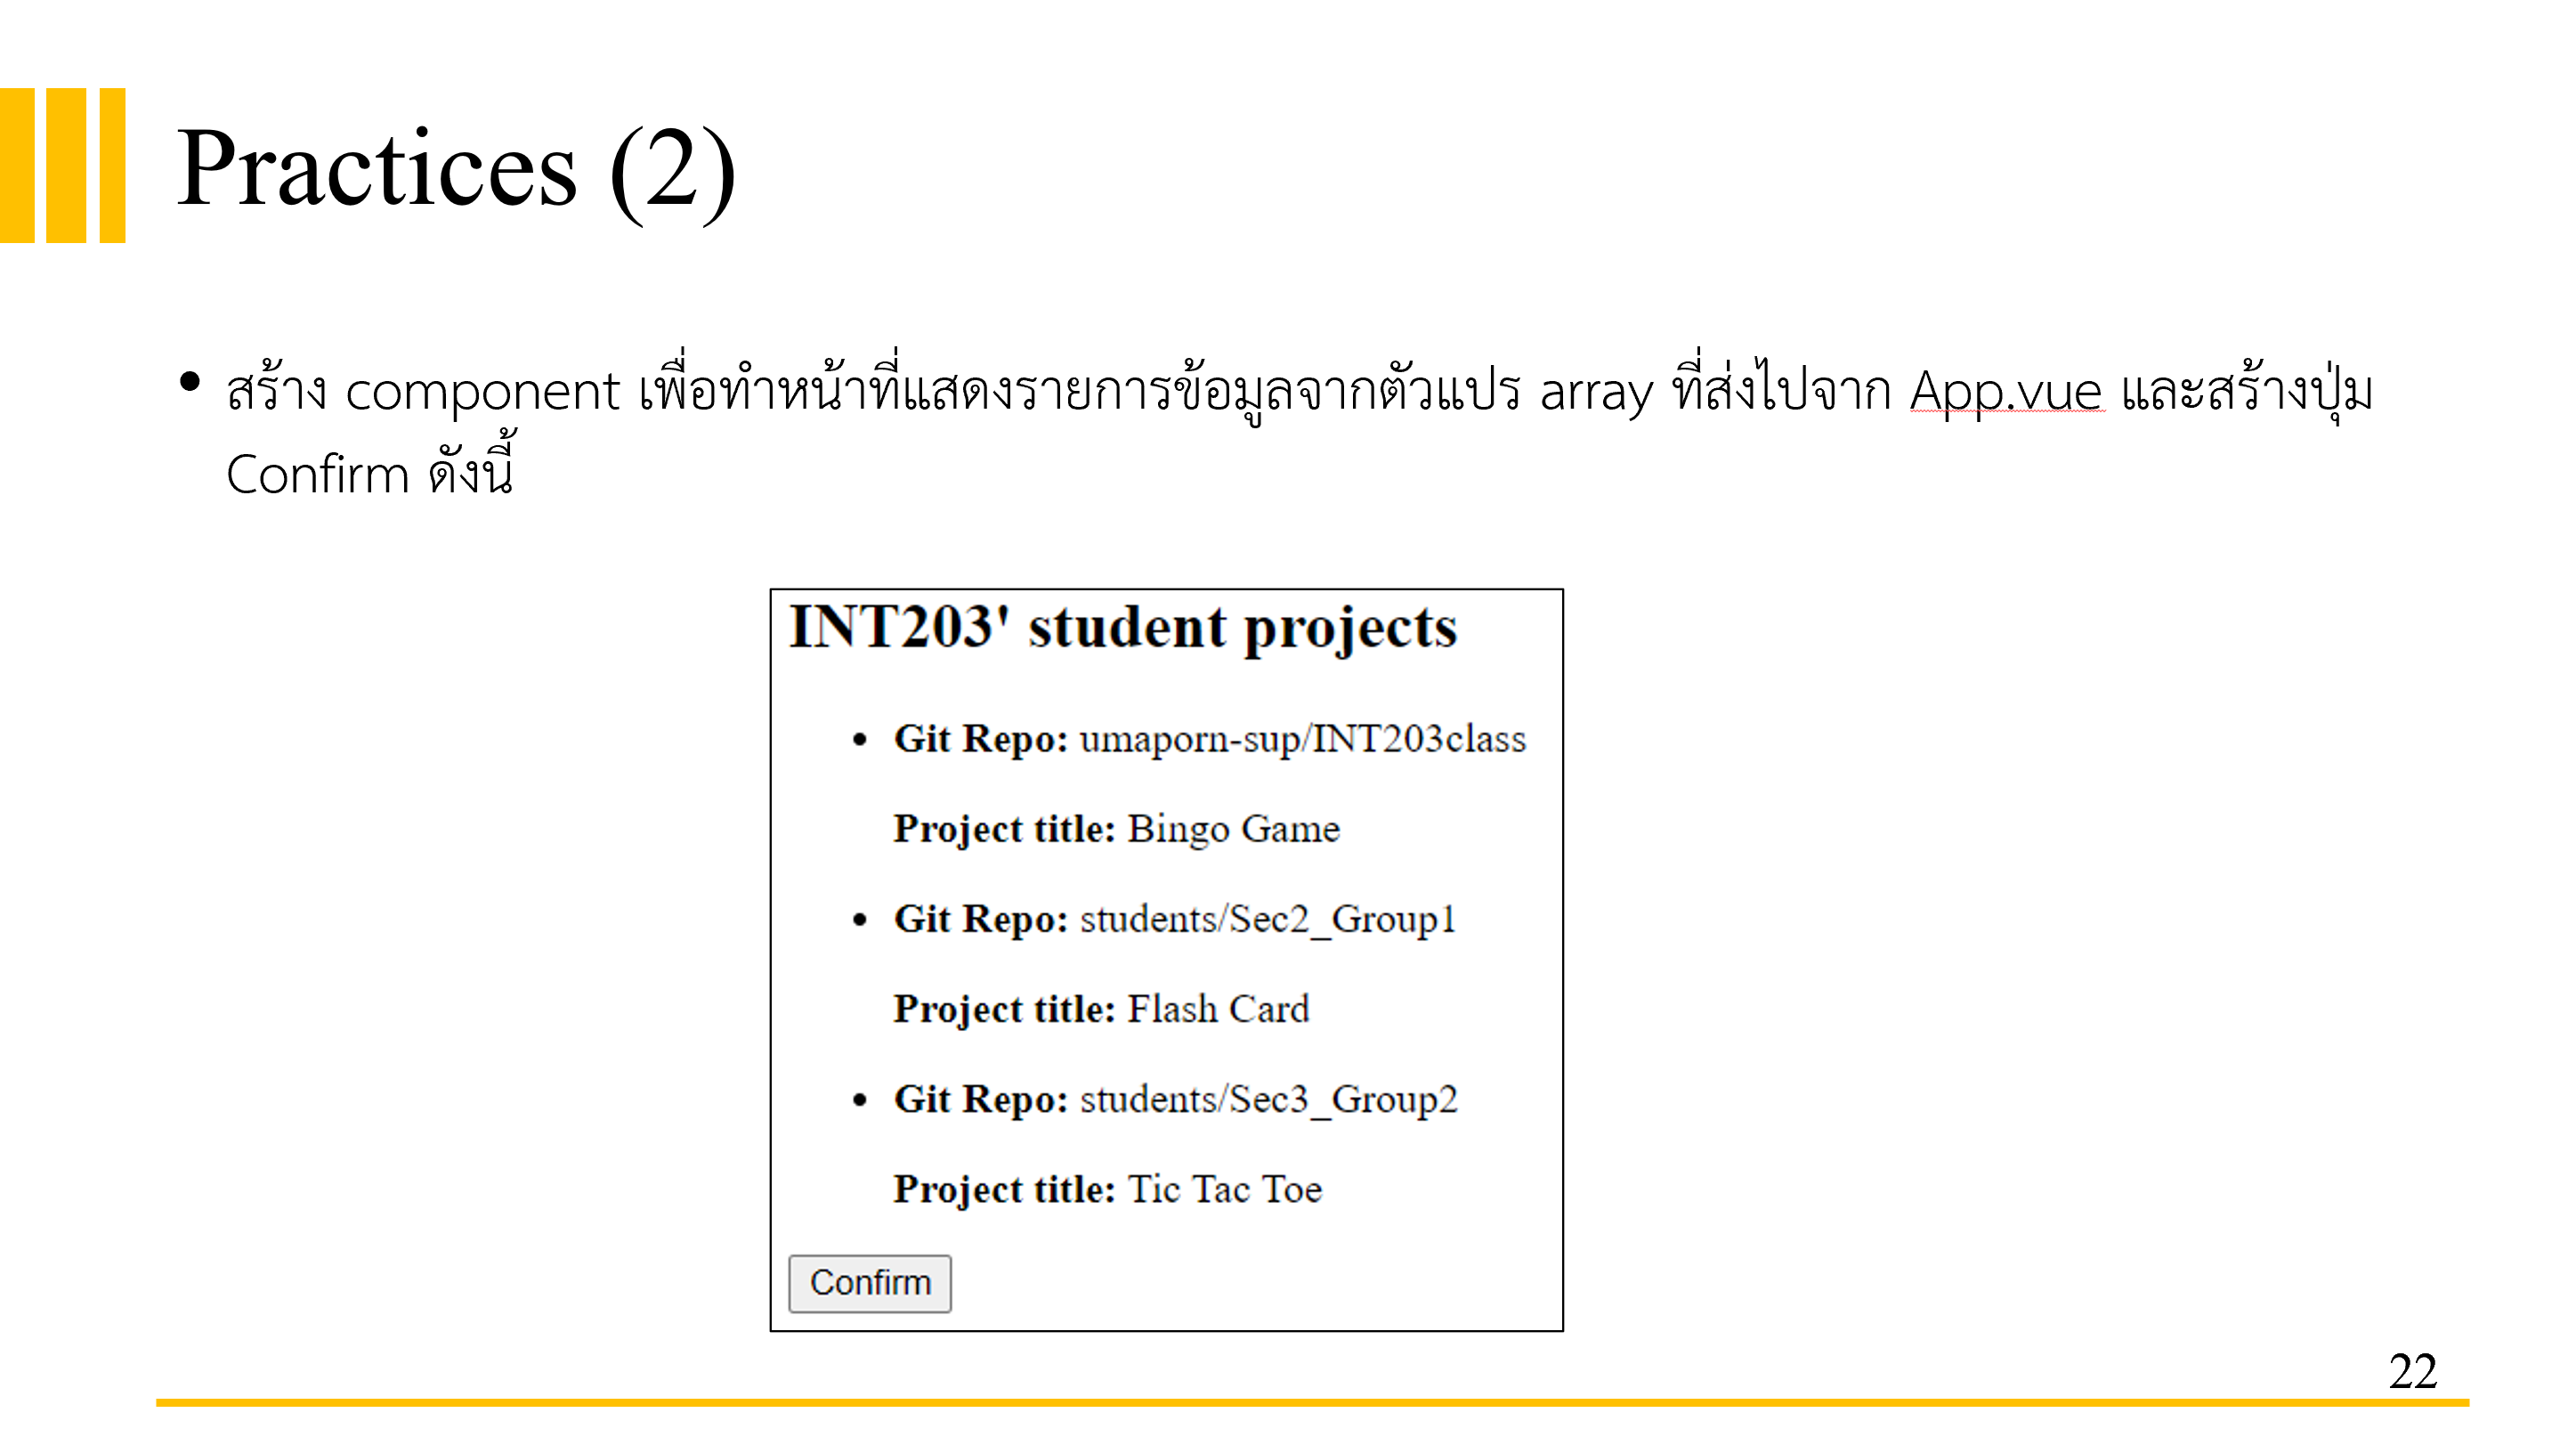 Practices (2)
• สร้าง component เพื่อทำหน้าที่แสดงรายการข้อมูลจากตัวแปร array ที่ส่งไปจาก App.vue และสร้างปุ่ม
Confirm ดังนี้
INT203' student projects
• Git Repo: umaporn-sup/INT203class
Project title: Bingo Game
• Git Repo: students/Sec2_Group1
Project title: Flash Card
• Git Repo: students/Sec3_Group2
Project title: Tic Tac Toe
Confirm
22